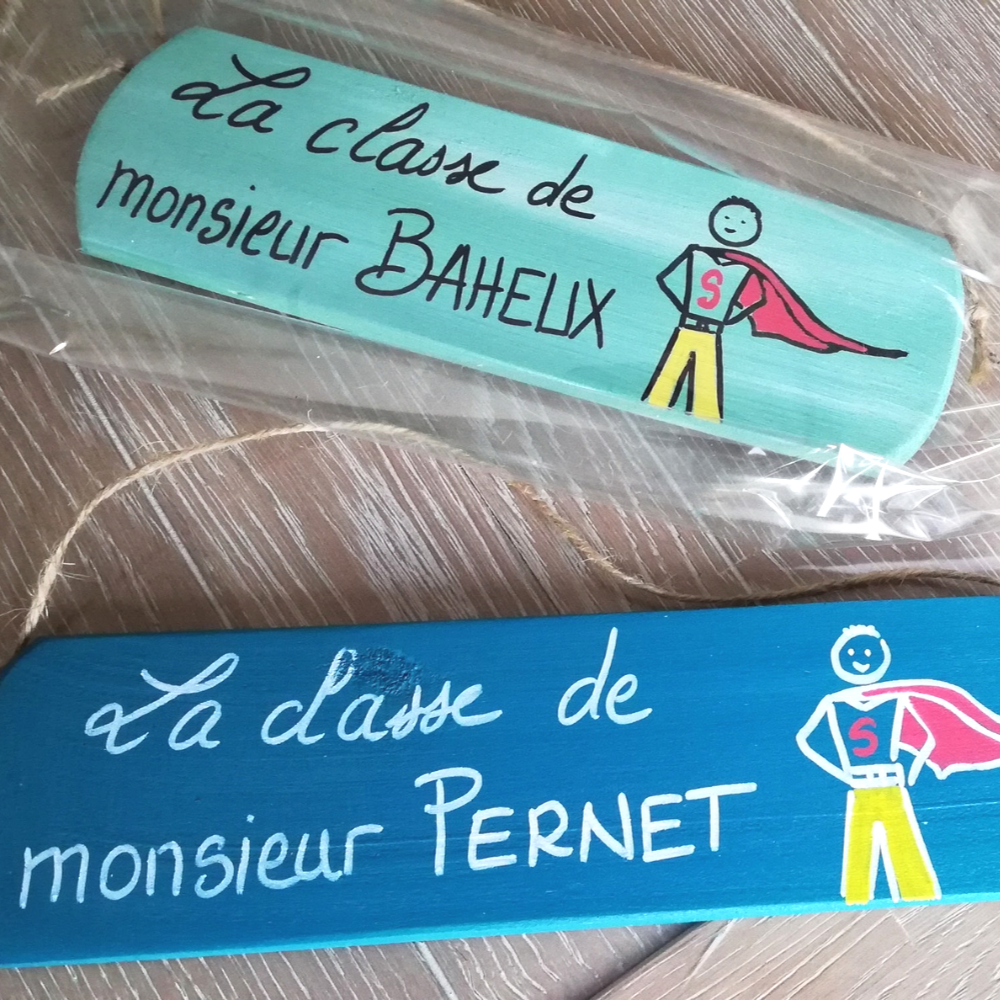 La classe de
monsieur BAHEUX
S
La classe de
monsieur PERNET
S